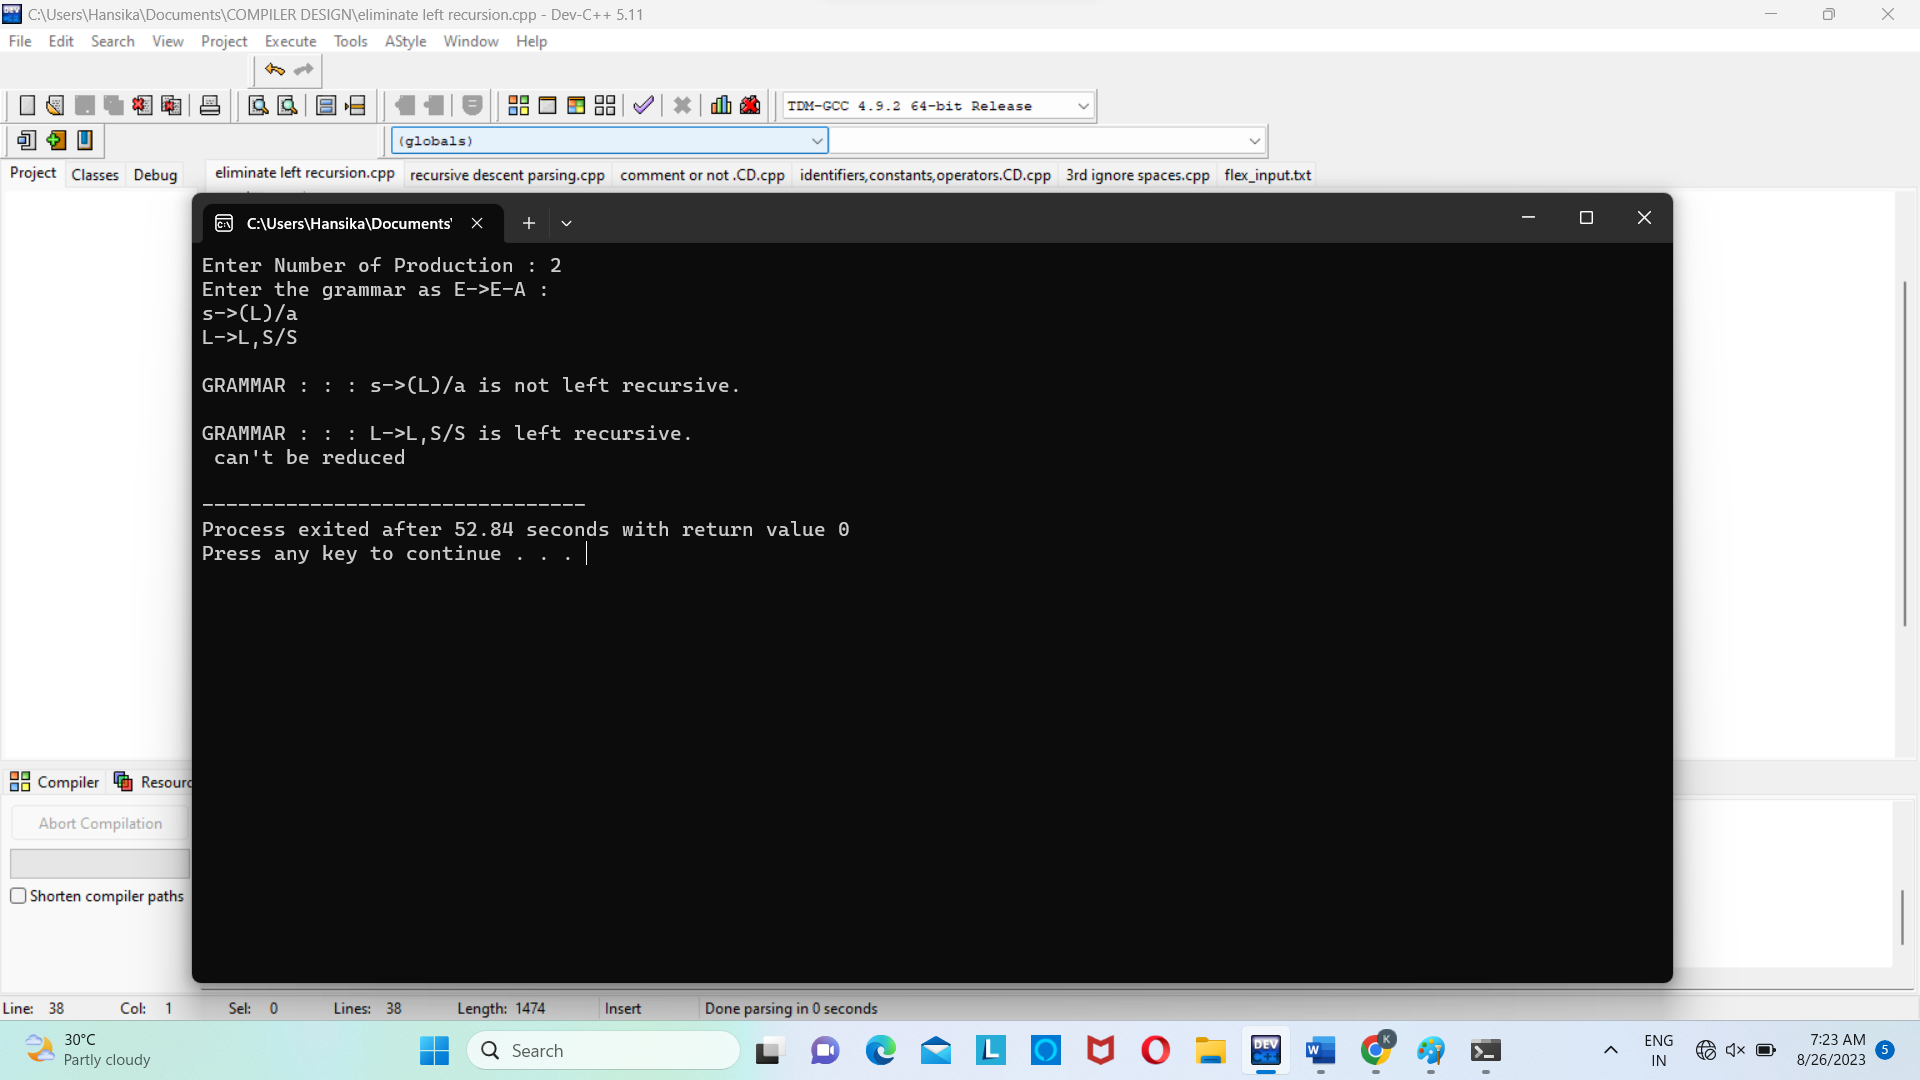 C:\Users\Hansika\Documents\COMPILER DESIGN\eliminate left recursion.cpp - Dev-C++ 5.11
File Edit Search View Project Execute Tools AStyle Window Help
TDM-GCC 4.9.2 64-bit Release
(globals)
Project Classes Debug eliminate left recursion.cpp recursive descent parsing.cpp comment or not .CD.cpp identifiers,constants,operators.CD.cpp 3rd ignore spaces.cpp flex_input.txt
C:\Users\Hansika\Documents\
Enter Number of Production : 2
Enter the grammar as E->E-A :
s->(L)/a
L->L,S/S
GRAMMAR : : : s->(L)/a is not left recursive.
GRAMMAR : : : L->L,S/S is left recursive.
can't be reduced
--------------------------------
Process exited after 52.84 seconds with return value 0
Press any key to continue . . .
Compiler Resourc
Abort Compilation
Shorten compiler paths
Line: 38 Col: 1 Sel: 0 Lines: 38 Length: 1474 Insert Done parsing in 0 seconds
30°C
Partly cloudy
Search
DEV C++
W
K
L
ENG
IN
7:23 AM
8/26/2023
5